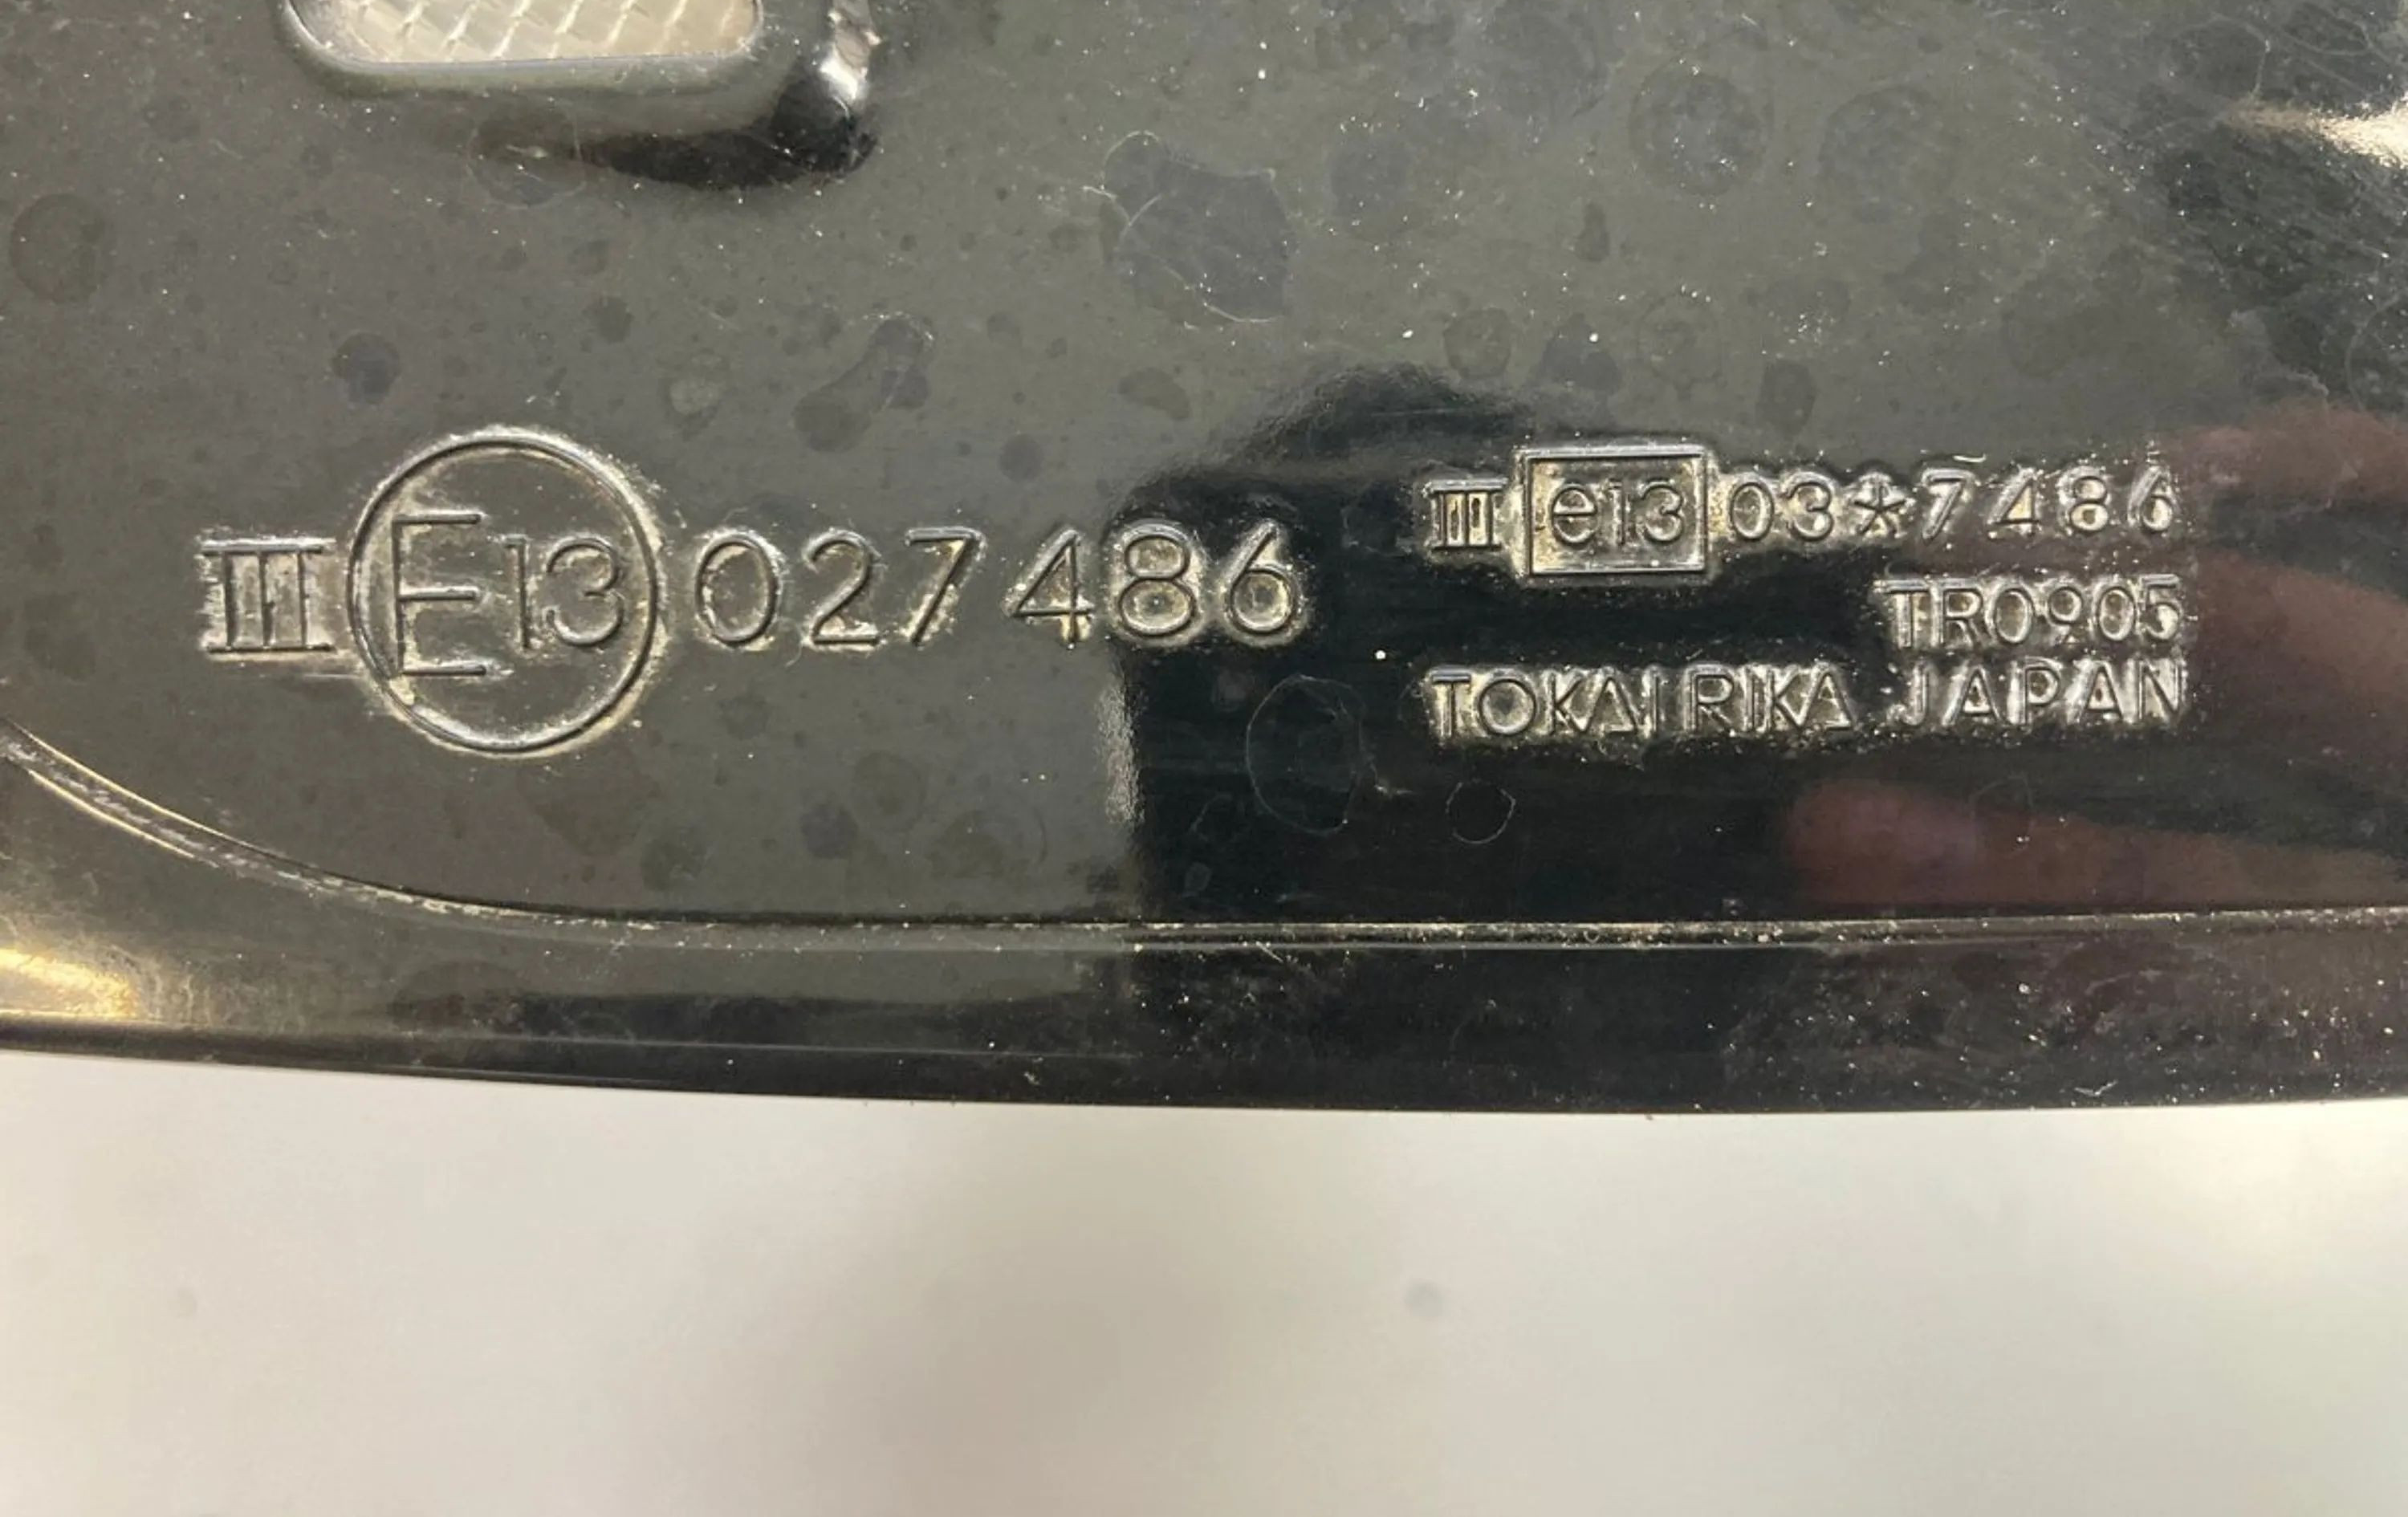 III E13 027486
III e13 03*7486
TR0905
TOKAI RIKA JAPAN